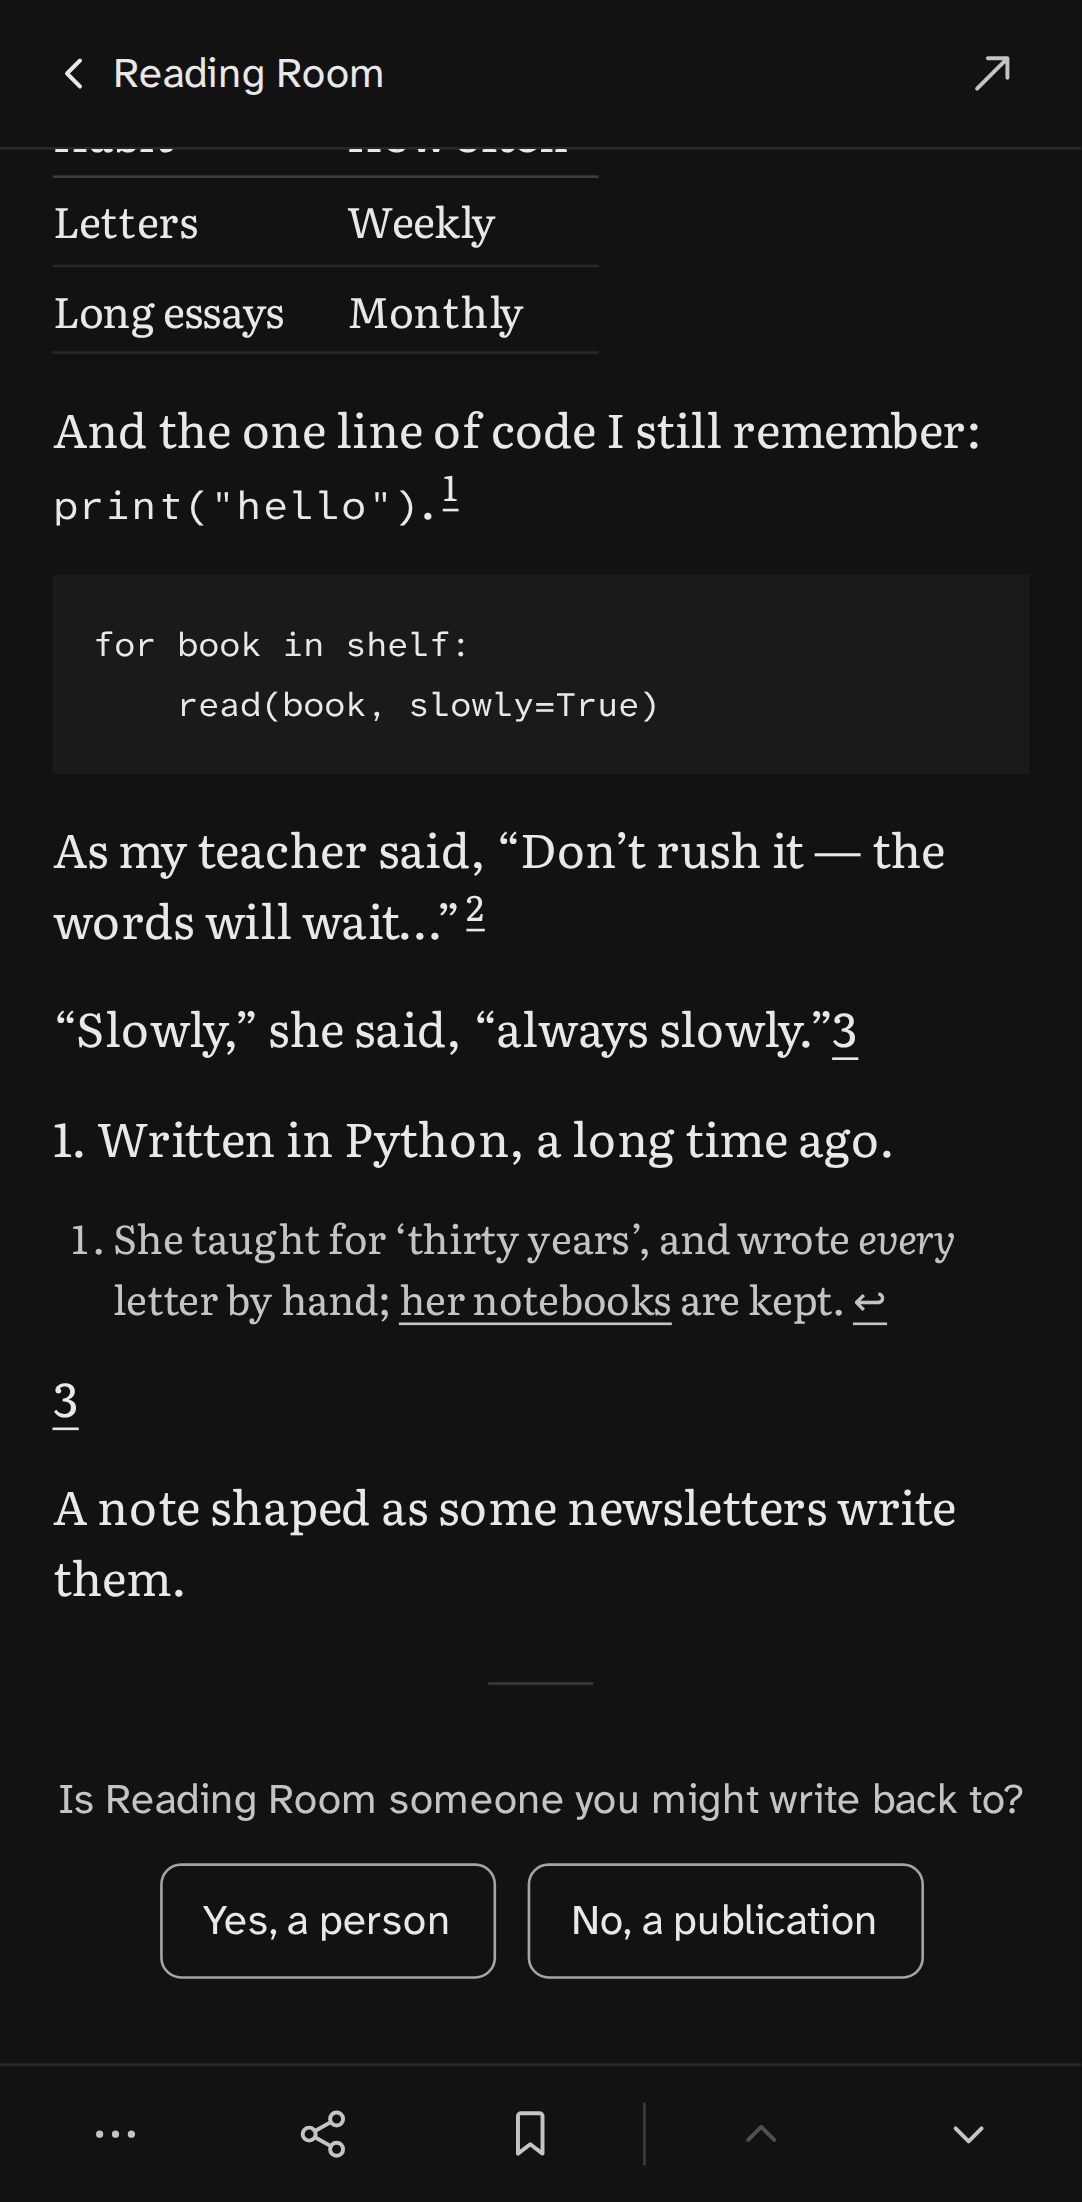 Reading Room
Letters Weekly
Long essays Monthly
And the one line of code I still remember:
print("hello").1
for book in shelf:
    read(book, slowly=True)
As my teacher said, “Don’t rush it — the
words will wait…”2
“Slowly,” she said, “always slowly.”3
1. Written in Python, a long time ago.
1. She taught for ‘thirty years’, and wrote every
letter by hand; her notebooks are kept. ↩
3
A note shaped as some newsletters write
them.
Is Reading Room someone you might write back to?
Yes, a person No, a publication